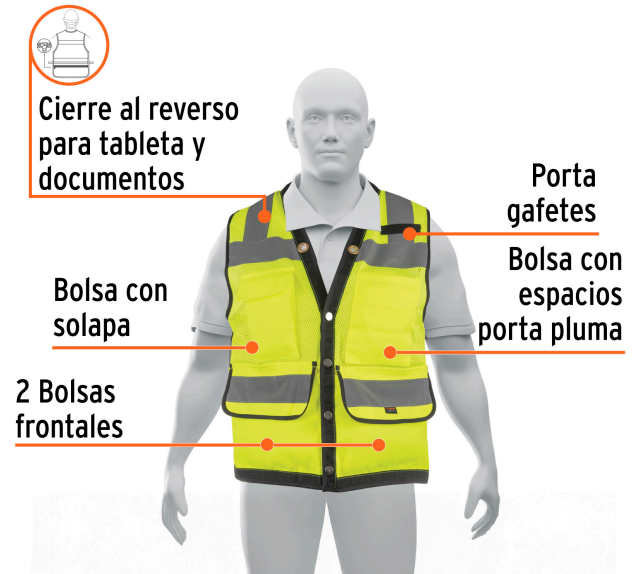 Cierre al reverso
para tableta y
documentos
Porta
gafetes
Bolsa con
espacios
porta pluma
Bolsa con
solapa
2 Bolsas
frontales